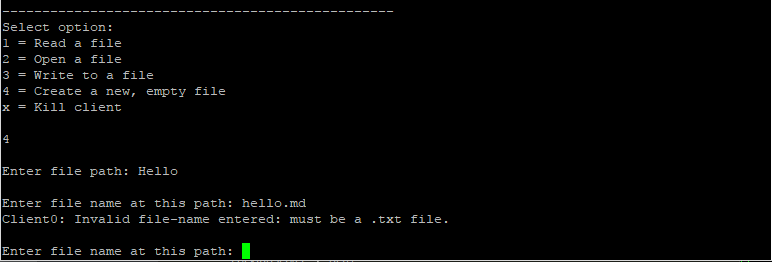 --------------------------------------------------
Select option:
1 = Read a file
2 = Open a file
3 = Write to a file
4 = Create a new, empty file
x = Kill client
4
Enter file path: Hello
Enter file name at this path: hello.md
Client0: Invalid file-name entered: must be a .txt file.
Enter file name at this path: